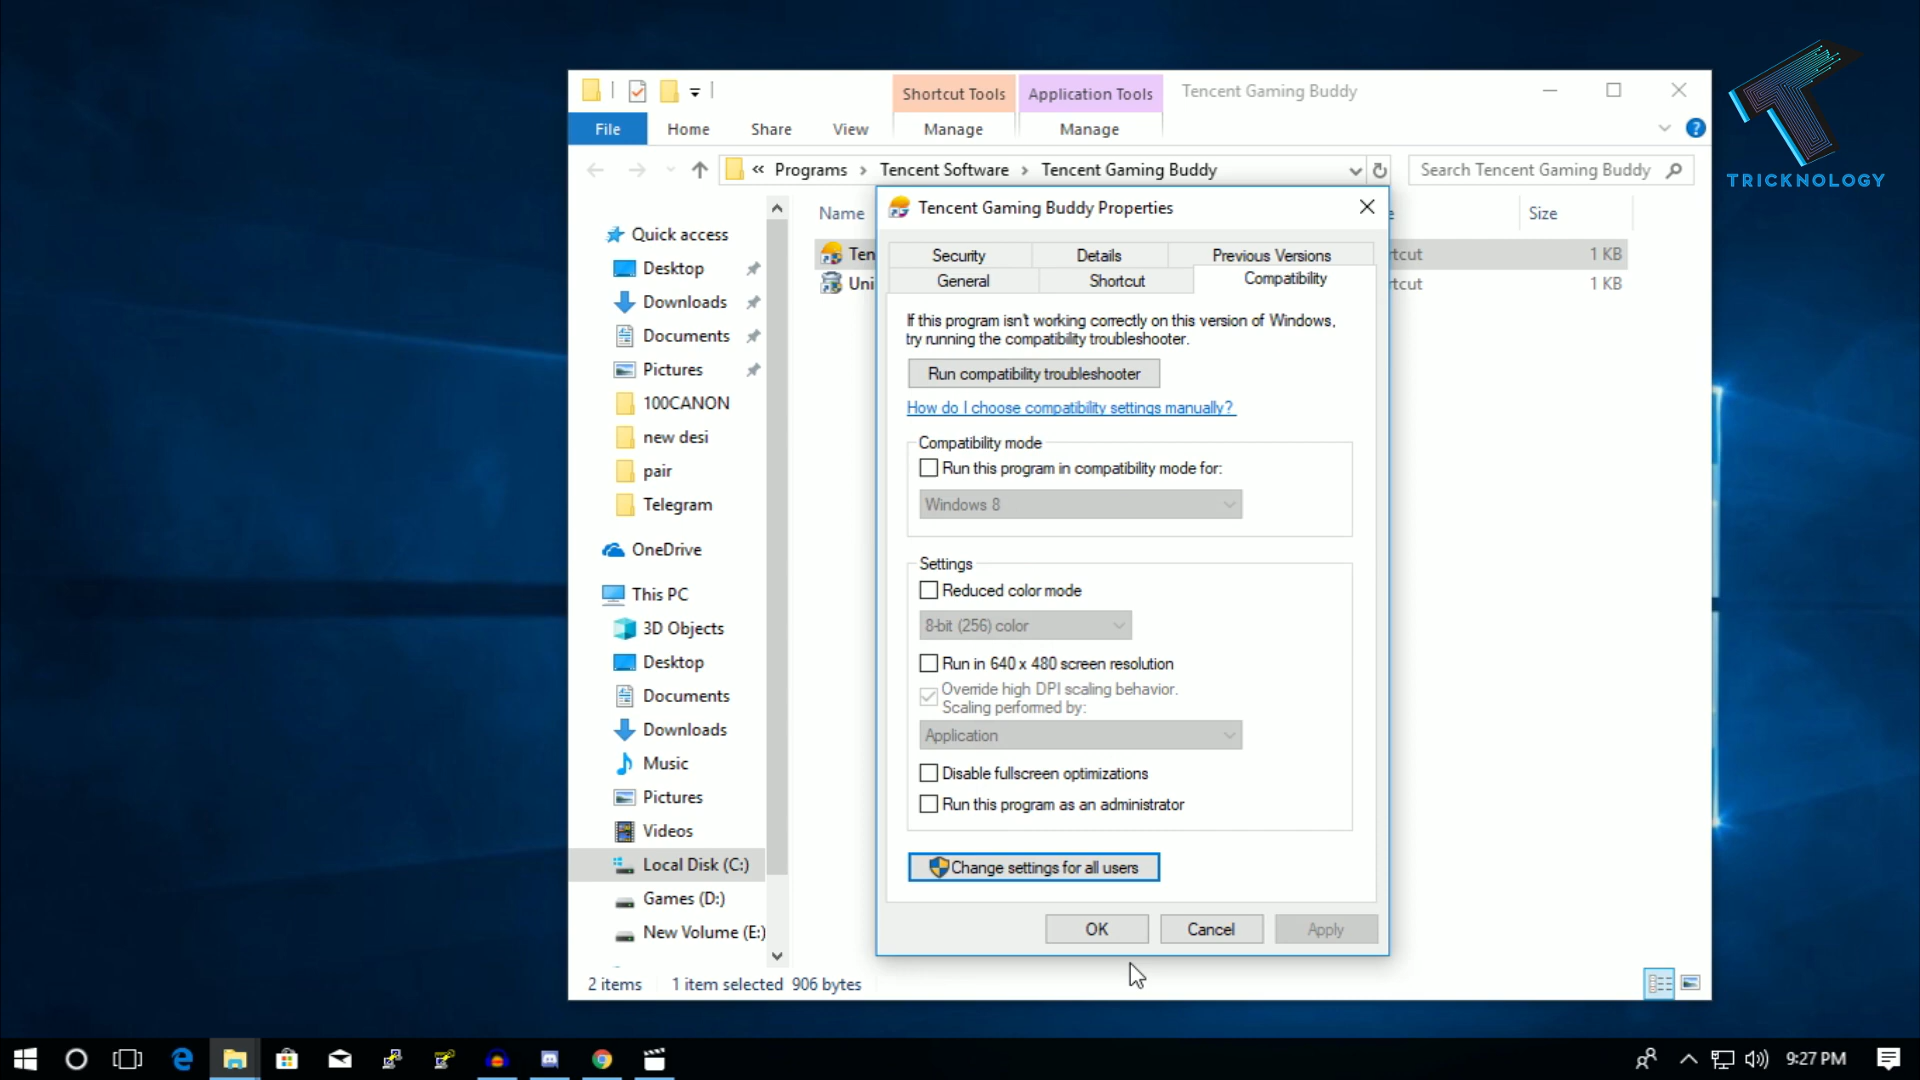 Shortcut Tools
Application Tools
Tencent Gaming Buddy
File
Home
Share
View
Manage
Manage
?
« Programs > Tencent Software > Tencent Gaming Buddy
Search Tencent Gaming Buddy
TRICKNOLOGY
Name
Size
Ten
rtcut
1 KB
Uni
rtcut
1 KB
Quick access
Desktop
Downloads
Documents
Pictures
100CANON
new desi
pair
Telegram
OneDrive
This PC
3D Objects
Desktop
Documents
Downloads
Music
Pictures
Videos
Local Disk (C:)
Games (D:)
New Volume (E:)
2 items
1 item selected 906 bytes
Tencent Gaming Buddy Properties
Security
Details
Previous Versions
General
Shortcut
Compatibility
If this program isn't working correctly on this version of Windows,
try running the compatibility troubleshooter.
Run compatibility troubleshooter
How do I choose compatibility settings manually?
Compatibility mode
Run this program in compatibility mode for:
Windows 8
Settings
Reduced color mode
8-bit (256) color
Run in 640 x 480 screen resolution
Override high DPI scaling behavior.
Scaling performed by:
Application
Disable fullscreen optimizations
Run this program as an administrator
Change settings for all users
OK
Cancel
Apply
9:27 PM